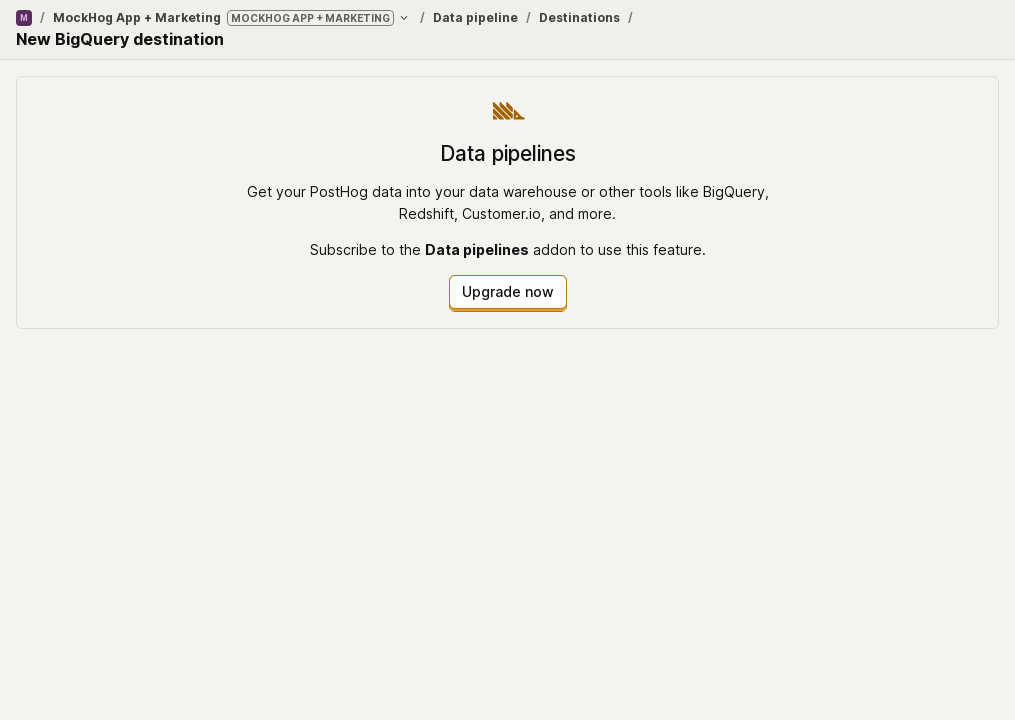 M / MockHog App + Marketing MOCKHOG APP + MARKETING / Data pipeline / Destinations /
New BigQuery destination
Data pipelines
Get your PostHog data into your data warehouse or other tools like BigQuery,
Redshift, Customer.io, and more.
Subscribe to the Data pipelines addon to use this feature.
Upgrade now